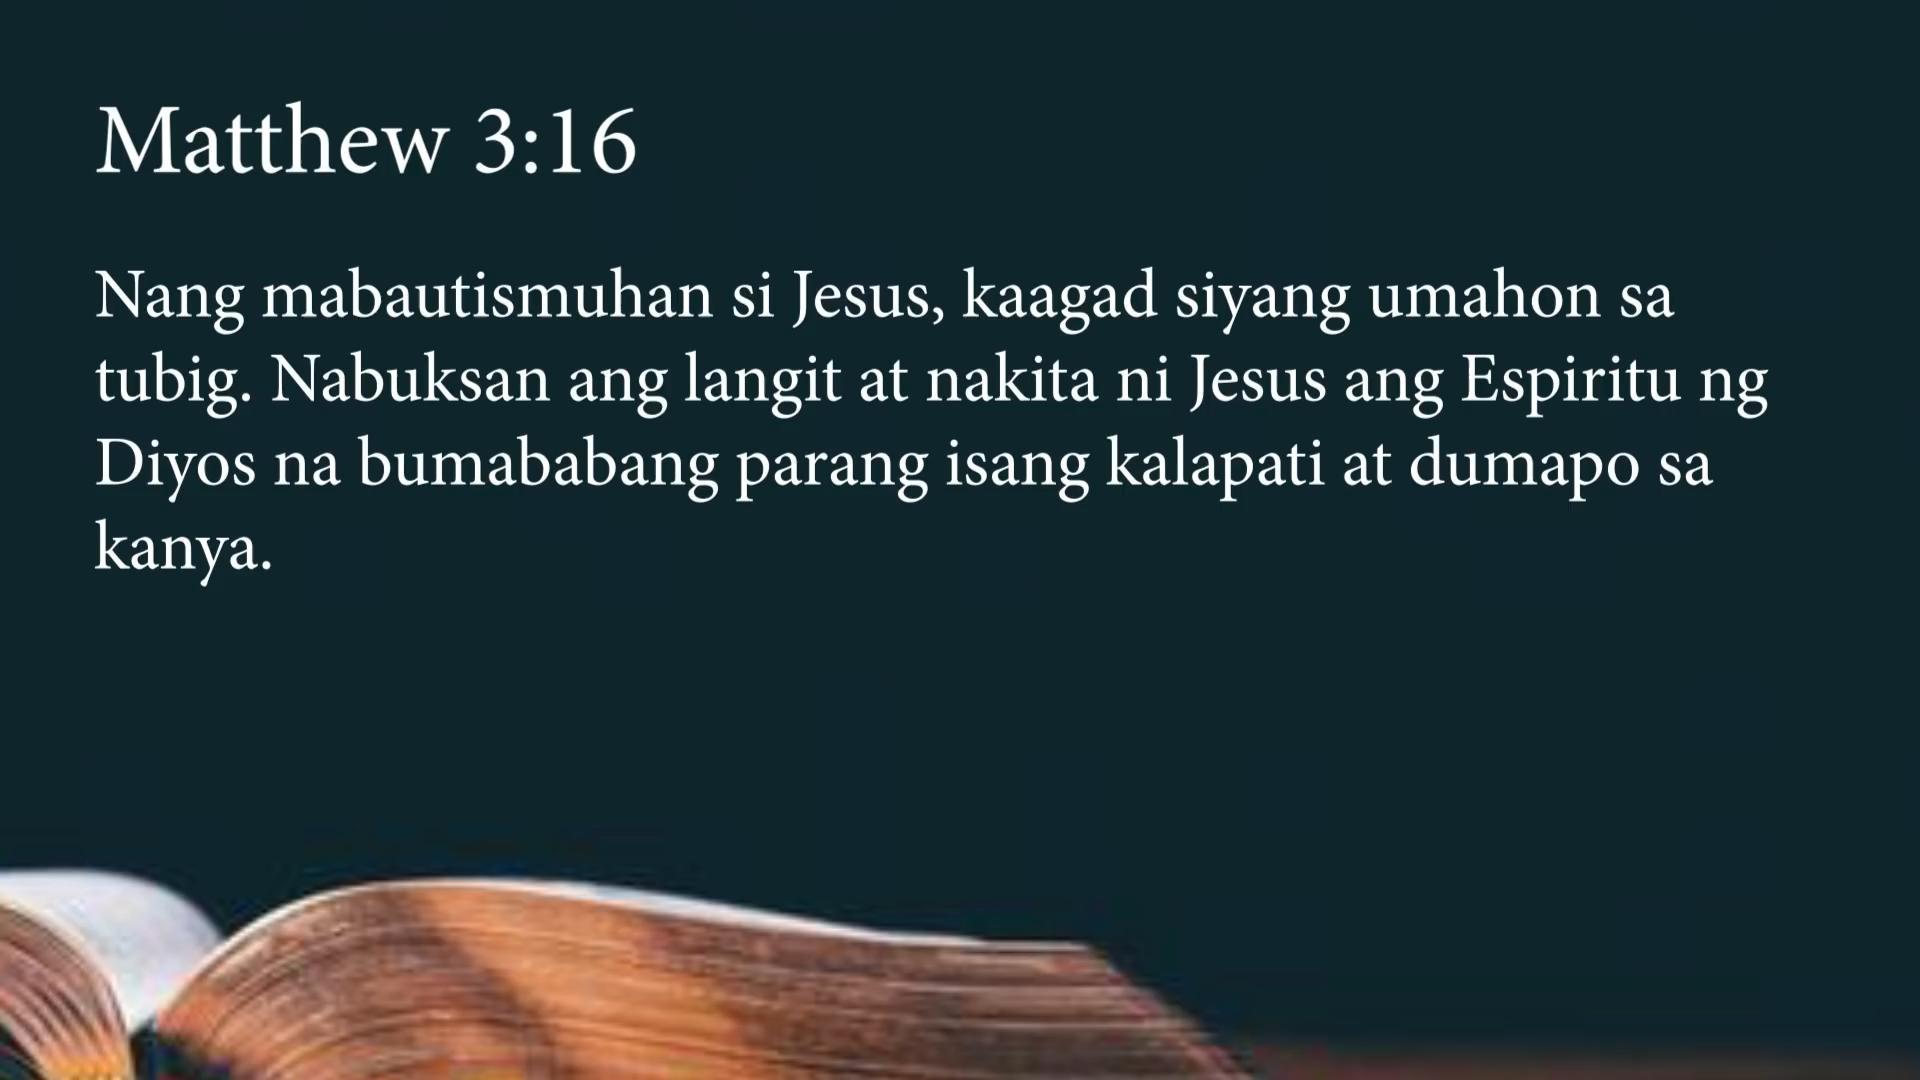 Matthew 3:16
Nang mabautismuhan si Jesus, kaagad siyang umahon sa
tubig. Nabuksan ang langit at nakita ni Jesus ang Espiritu ng
Diyos na bumababang parang isang kalapati at dumapo sa
kanya.